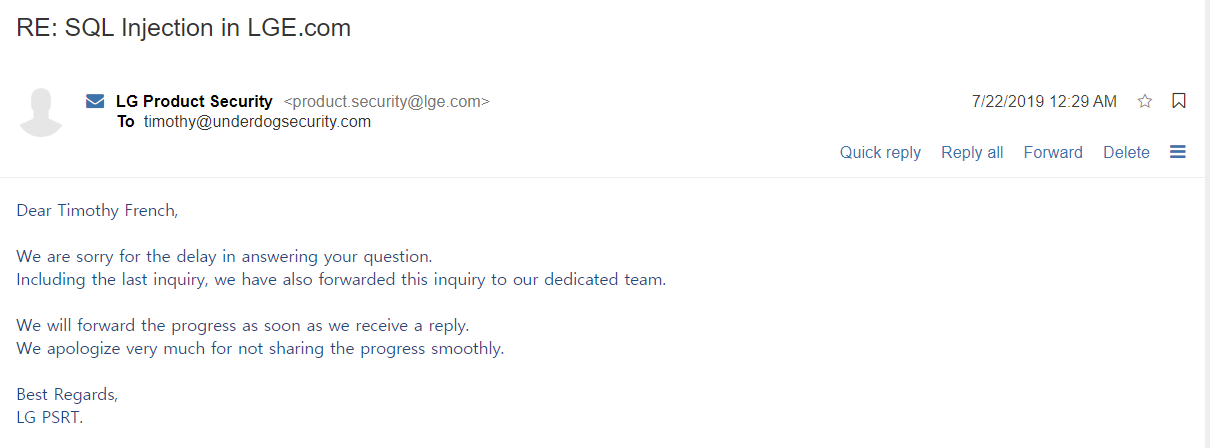 RE: SQL Injection in LGE.com
LG Product Security <product.security@lge.com> 7/22/2019 12:29 AM
To timothy@underdogsecurity.com
Quick reply Reply all Forward Delete
Dear Timothy French,
We are sorry for the delay in answering your question.
Including the last inquiry, we have also forwarded this inquiry to our dedicated team.
We will forward the progress as soon as we receive a reply.
We apologize very much for not sharing the progress smoothly.
Best Regards,
LG PSRT.